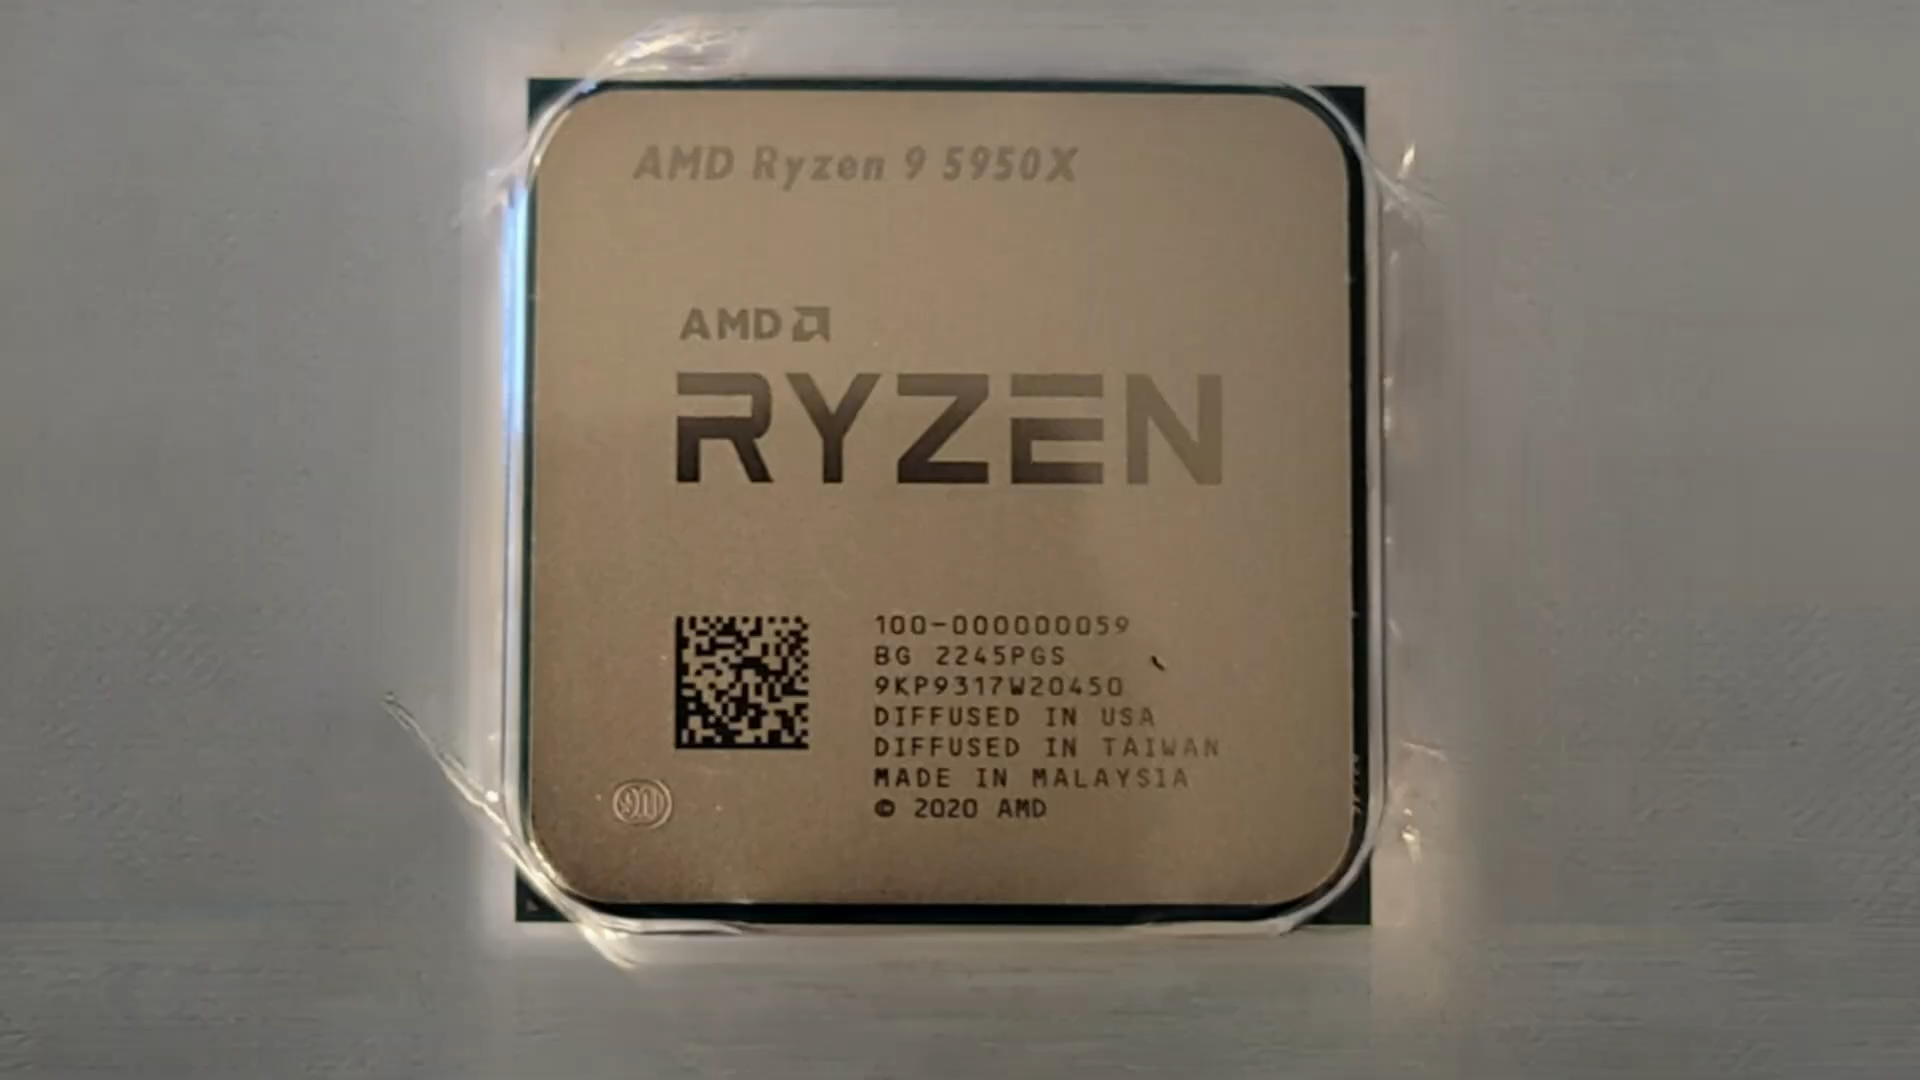 AMD Ryzen 9 5950X
AMD
RYZEN
100-000000059
BG 2245PGS
9KP9317W20450
DIFFUSED IN USA
DIFFUSED IN TAIWAN
MADE IN MALAYSIA
© 2020 AMD